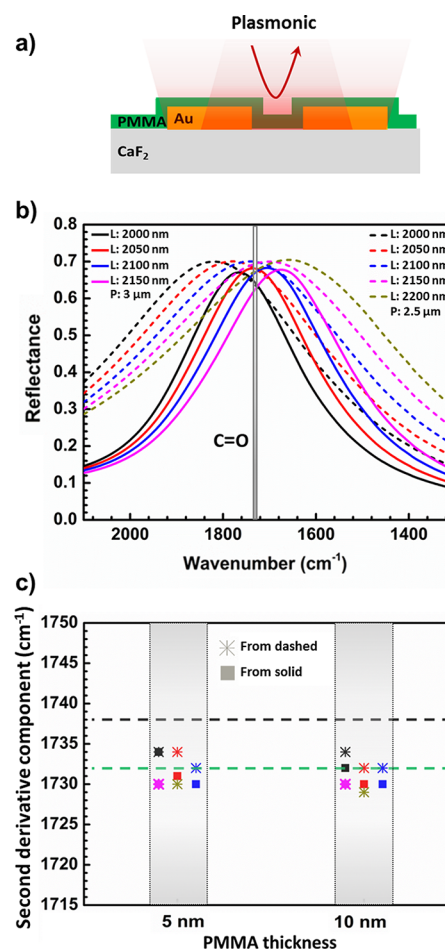 a)
Plasmonic
PMMA
Au
CaF2
b)
0.8
0.7
0.6
0.5
0.4
0.3
0.2
0.1
0.0
Reflectance
L: 2000 nm
L: 2050 nm
L: 2100 nm
L: 2150 nm
P: 3 μm
L: 2000 nm
L: 2050 nm
L: 2100 nm
L: 2150 nm
L: 2200 nm
P: 2.5 μm
C=O
2000 1800 1600 1400
Wavenumber (cm-1)
c)
Second derivative component (cm-1)
1750
1745
1740
1735
1730
1725
1720
1715
From dashed
From solid
5 nm 10 nm
PMMA thickness